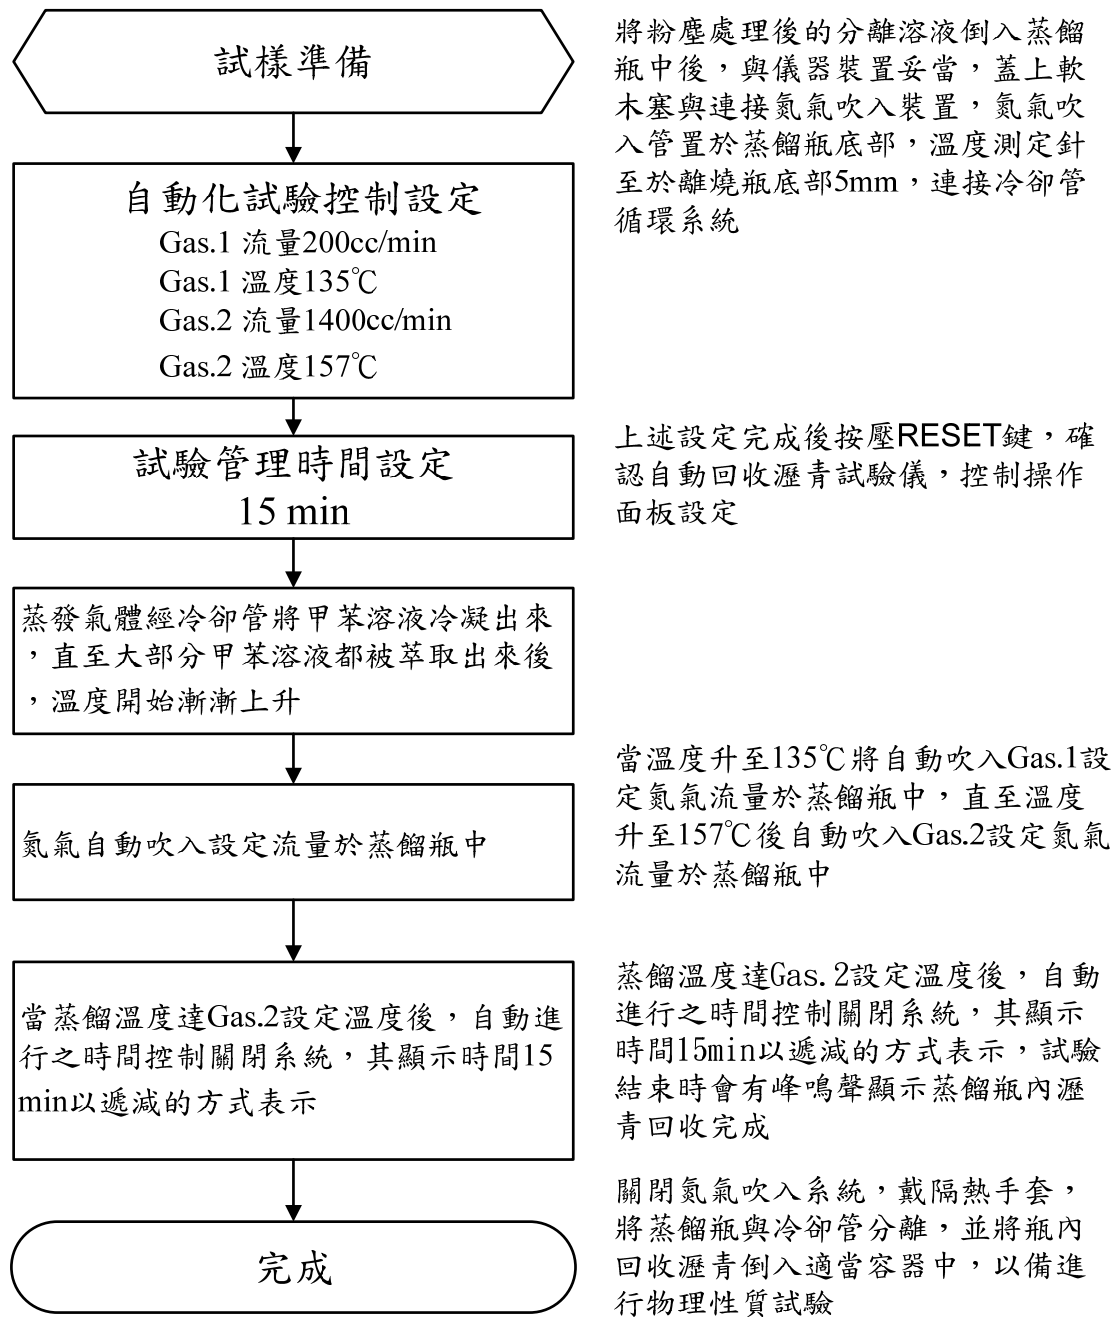 試樣準備
將粉塵處理後的分離溶液倒入蒸餾
瓶中後，與儀器裝置妥當，蓋上軟
木塞與連接氮氣吹入裝置，氮氣吹
入管置於蒸餾瓶底部，溫度測定針
至於離燒瓶底部5mm，連接冷卻管
循環系統
自動化試驗控制設定
Gas.1 流量200cc/min
Gas.1 溫度135℃
Gas.2 流量1400cc/min
Gas.2 溫度157℃
試驗管理時間設定
15 min
上述設定完成後按壓RESET鍵，確
認自動回收瀝青試驗儀，控制操作
面板設定
蒸發氣體經冷卻管將甲苯溶液冷凝出來
，直至大部分甲苯溶液都被萃取出來後
，溫度開始漸漸上升
氮氣自動吹入設定流量於蒸餾瓶中
當溫度升至135℃將自動吹入Gas.1設
定氮氣流量於蒸餾瓶中，直至溫度
升至157℃後自動吹入Gas.2設定氮氣
流量於蒸餾瓶中
當蒸餾溫度達Gas.2設定溫度後，自動進
行之時間控制關閉系統，其顯示時間15
min以遞減的方式表示
蒸餾溫度達Gas.2設定溫度後，自動
進行之時間控制關閉系統，其顯示
時間15min以遞減的方式表示，試驗
結束時會有峰鳴聲顯示蒸餾瓶內瀝
青回收完成
完成
關閉氮氣吹入系統，戴隔熱手套，
將蒸餾瓶與冷卻管分離，並將瓶內
回收瀝青倒入適當容器中，以備進
行物理性質試驗